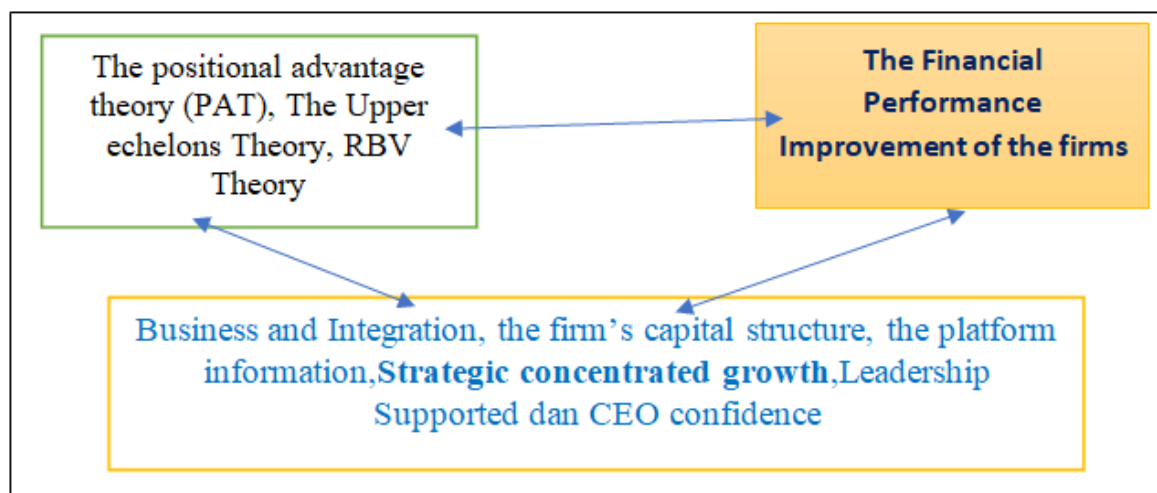 The positional advantage
theory (PAT), The Upper
echelons Theory, RBV
Theory
The Financial
Performance
Improvement of the firms
Business and Integration, the firm’s capital structure, the platform
information,Strategic concentrated growth,Leadership
Supported dan CEO confidence